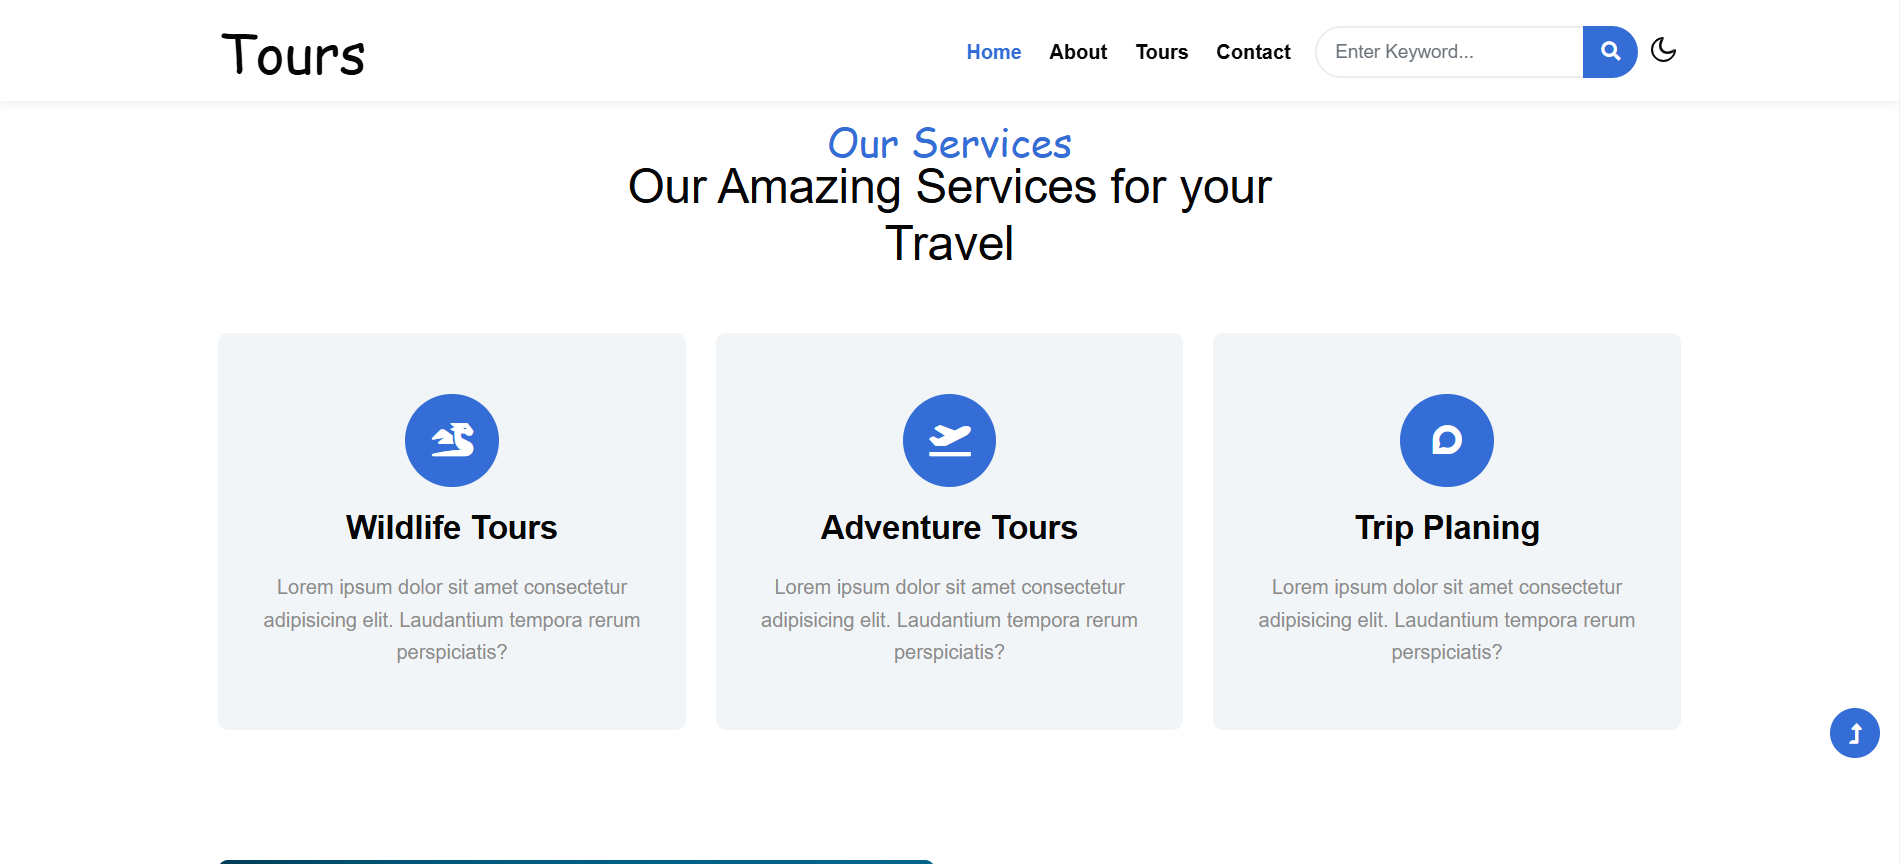 Tours
Home About Tours Contact Enter Keyword...
Our Services
Our Amazing Services for your
Travel
Wildlife Tours
Lorem ipsum dolor sit amet consectetur
adipisicing elit. Laudantium tempora rerum
perspiciatis?
Adventure Tours
Lorem ipsum dolor sit amet consectetur
adipisicing elit. Laudantium tempora rerum
perspiciatis?
Trip Planing
Lorem ipsum dolor sit amet consectetur
adipisicing elit. Laudantium tempora rerum
perspiciatis?